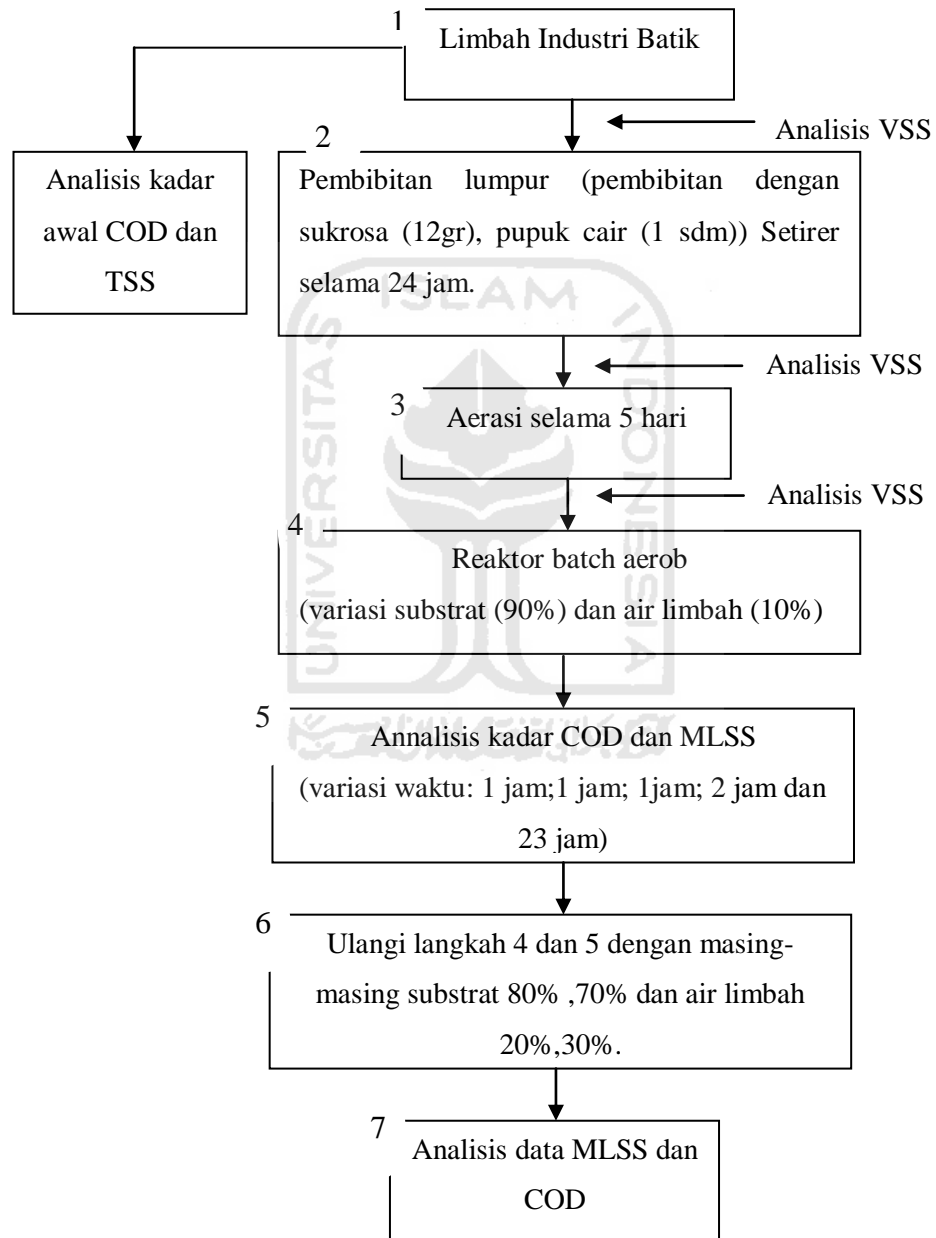 1
Limbah Industri Batik
Analisis VSS
Analisis kadar
awal COD dan
TSS
2
Pembibitan lumpur (pembibitan dengan
sukrosa (12gr), pupuk cair (1 sdm)) Setirer
selama 24 jam.
Analisis VSS
3
Aerasi selama 5 hari
Analisis VSS
4
Reaktor batch aerob
(variasi substrat (90%) dan air limbah (10%)
5
Annalisis kadar COD dan MLSS
(variasi waktu: 1 jam;1 jam; 1jam; 2 jam dan
23 jam)
6
Ulangi langkah 4 dan 5 dengan masing-
masing substrat 80% ,70% dan air limbah
20%,30%.
7
Analisis data MLSS dan
COD
UNIVERSITAS
ISLAM
INDONESIA